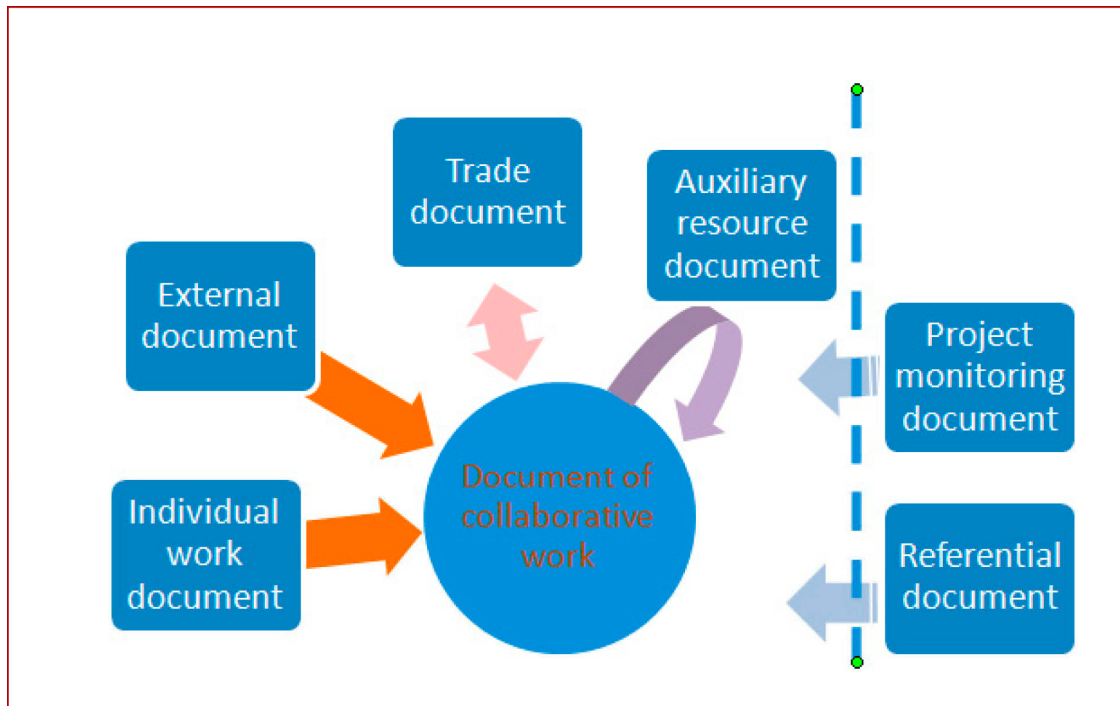 Trade
document
Auxiliary
resource
document
External
document
Project
monitoring
document
Document of
collaborative
work
Individual
work
document
Referential
document